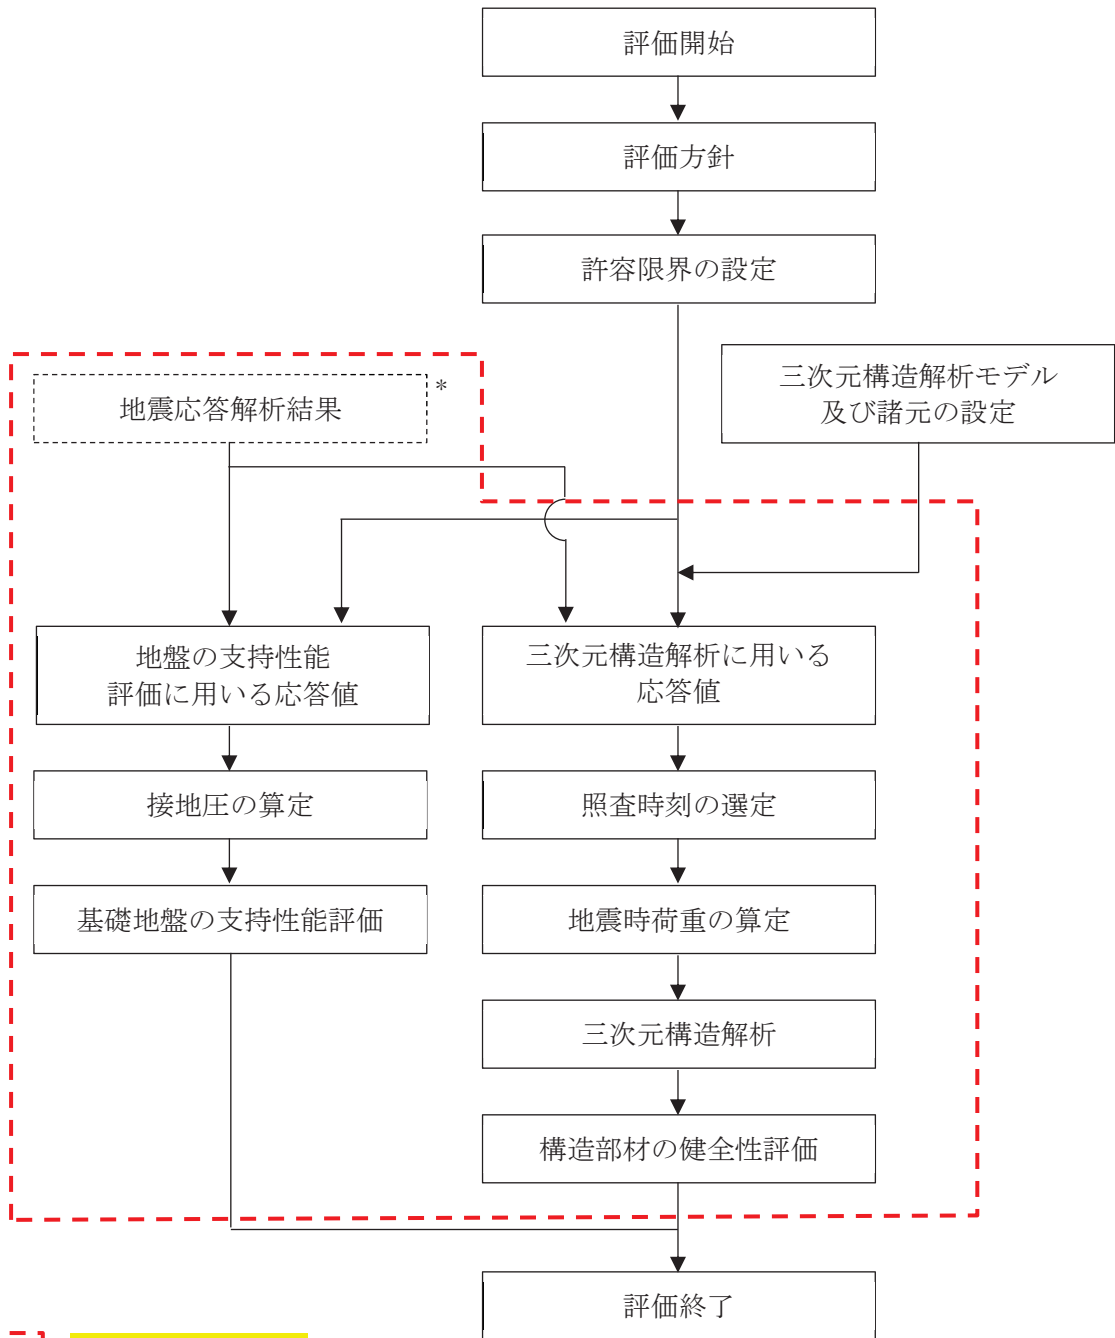 評価開始
評価方針
許容限界の設定
地震応答解析結果
*
三次元構造解析モデル
及び諸元の設定
地盤の支持性能
評価に用いる応答値
三次元構造解析に用いる
応答値
接地圧の算定
照査時刻の選定
基礎地盤の支持性能評価
地震時荷重の算定
三次元構造解析
構造部材の健全性評価
評価終了